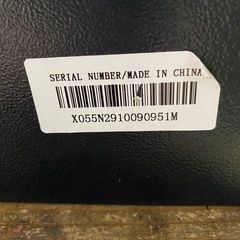 SERIAL NUMBER/MADE IN CHINA
X055N2910090951M